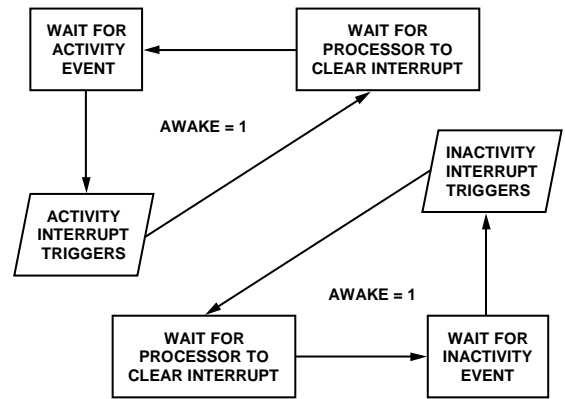 WAIT FOR
ACTIVITY
EVENT
WAIT FOR
PROCESSOR TO
CLEAR INTERRUPT
AWAKE = 1
ACTIVITY
INTERRUPT
TRIGGERS
INACTIVITY
INTERRUPT
TRIGGERS
AWAKE = 1
WAIT FOR
PROCESSOR TO
CLEAR INTERRUPT
WAIT FOR
INACTIVITY
EVENT